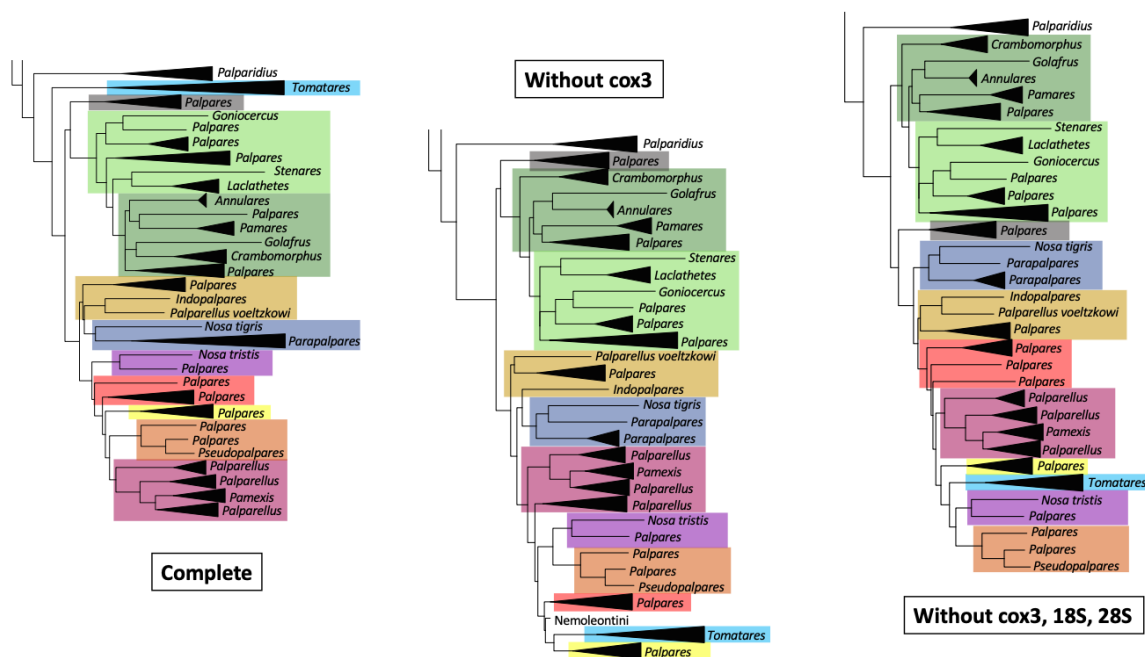 Palparidius
Tomatares
Palpares
Goniocercus
Palpares
Palpares
Palpares
Stenares
Laclathetes
Annulares
Palpares
Pamares
Golafrus
Crambomorphus
Palpares
Palpares
Indopalpares
Palparellus voeltzkowi
Nosa tigris
Parapalpares
Nosa tristis
Palpares
Palpares
Palpares
Palpares
Palpares
Palpares
Pseudopalpares
Palparellus
Palparellus
Pamexis
Palparellus
Complete
Without cox3
Palparidius
Palpares
Crambomorphus
Golafrus
Annulares
Pamares
Palpares
Stenares
Laclathetes
Goniocercus
Palpares
Palpares
Palpares
Palparellus voeltzkowi
Palpares
Indopalpares
Nosa tigris
Parapalpares
Parapalpares
Palparellus
Pamexis
Palparellus
Palparellus
Nosa tristis
Palpares
Palpares
Palpares
Pseudopalpares
Palpares
Nemoleontini
Tomatares
Palpares
Palparidius
Crambomorphus
Golafrus
Annulares
Pamares
Palpares
Stenares
Laclathetes
Goniocercus
Palpares
Palpares
Palpares
Palpares
Nosa tigris
Parapalpares
Parapalpares
Indopalpares
Palparellus voeltzkowi
Palpares
Palpares
Palpares
Palpares
Palparellus
Palparellus
Pamexis
Palparellus
Palpares
Tomatares
Nosa tristis
Palpares
Palpares
Palpares
Pseudopalpares
Without cox3, 18S, 28S